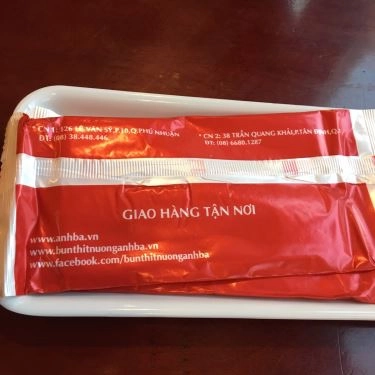 * CN 1: 126 LÊ VĂN SỸ, P.10, Q.PHÚ NHUẬN
ĐT: (08) 38.448.446
* CN 2: 38 TRẦN QUANG KHẢI,P.TÂN ĐỊNH,Q.
ĐT: (08) 6680.1287
GIAO HÀNG TẬN NƠI
www.anhba.vn
www.bunthitnuonganhba.vn
www.facebook.com/bunthitnuonganhba